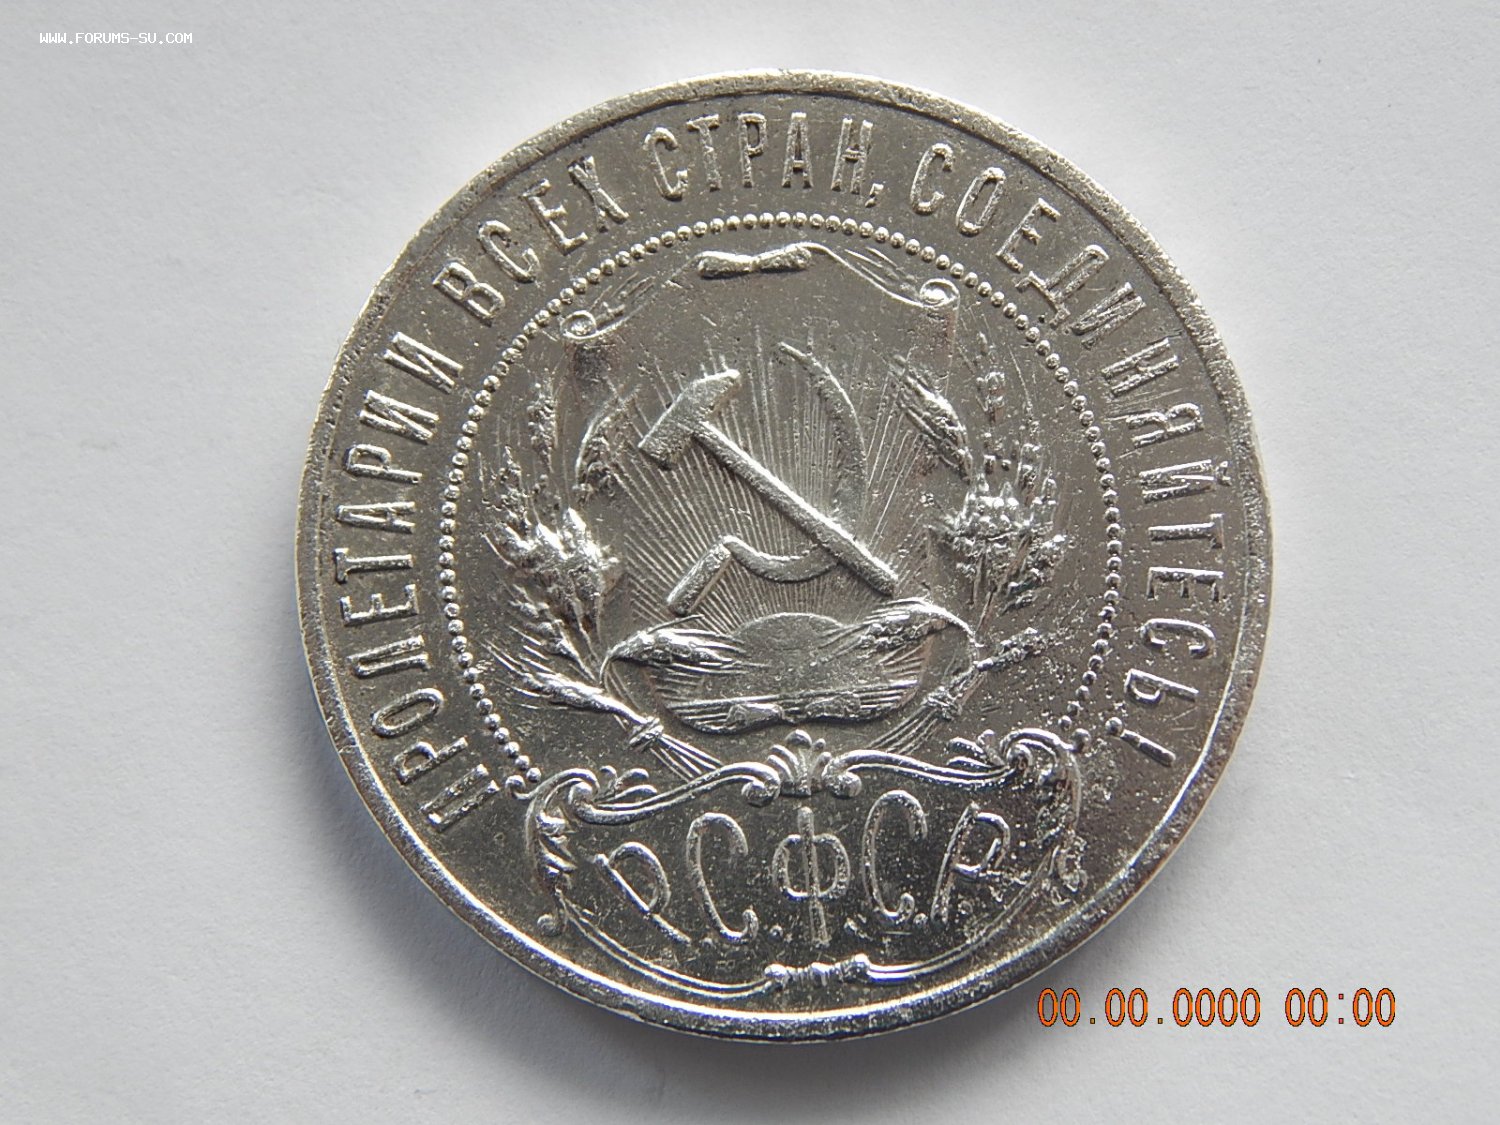 WWW.FORUMS-SU.COM
ПРОЛЕТАРИИ ВСЕХ СТРАН, СОЕДИНЯЙТЕСЬ!
Р.С.Ф.С.Р.
00.00.0000 00:00